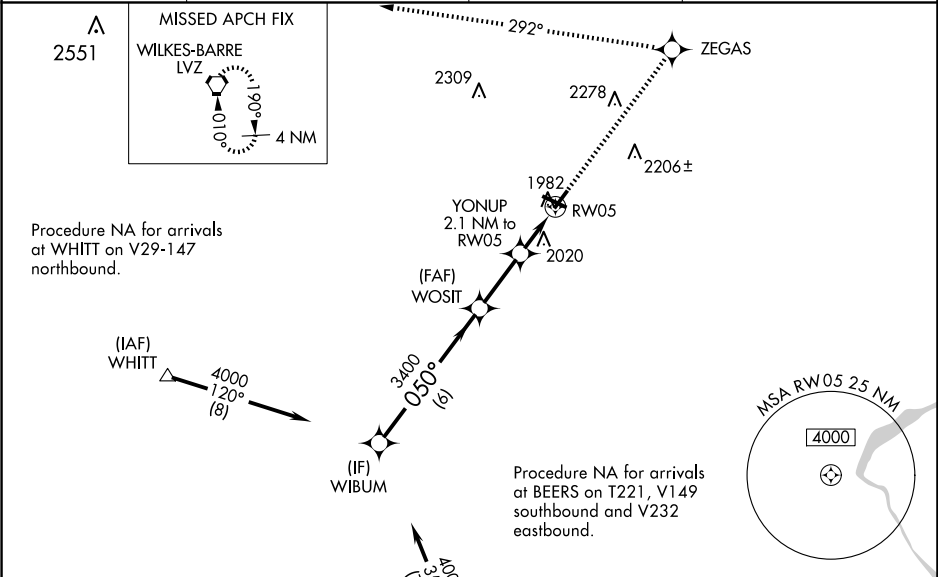 2551
MISSED APCH FIX
WILKES-BARRE
LVZ
190°
010°
4 NM
292°
ZEGAS
2309
2278
2206±
1982
RW05
YONUP
2.1 NM to
RW05
2020
Procedure NA for arrivals
at WHITT on V29-147
northbound.
(FAF)
WOSIT
(IAF)
WHITT
4000
120°
(8)
3400
050°
(6)
(IF)
WIBUM
MSA RW05 25 NM
4000
Procedure NA for arrivals
at BEERS on T221, V149
southbound and V232
eastbound.